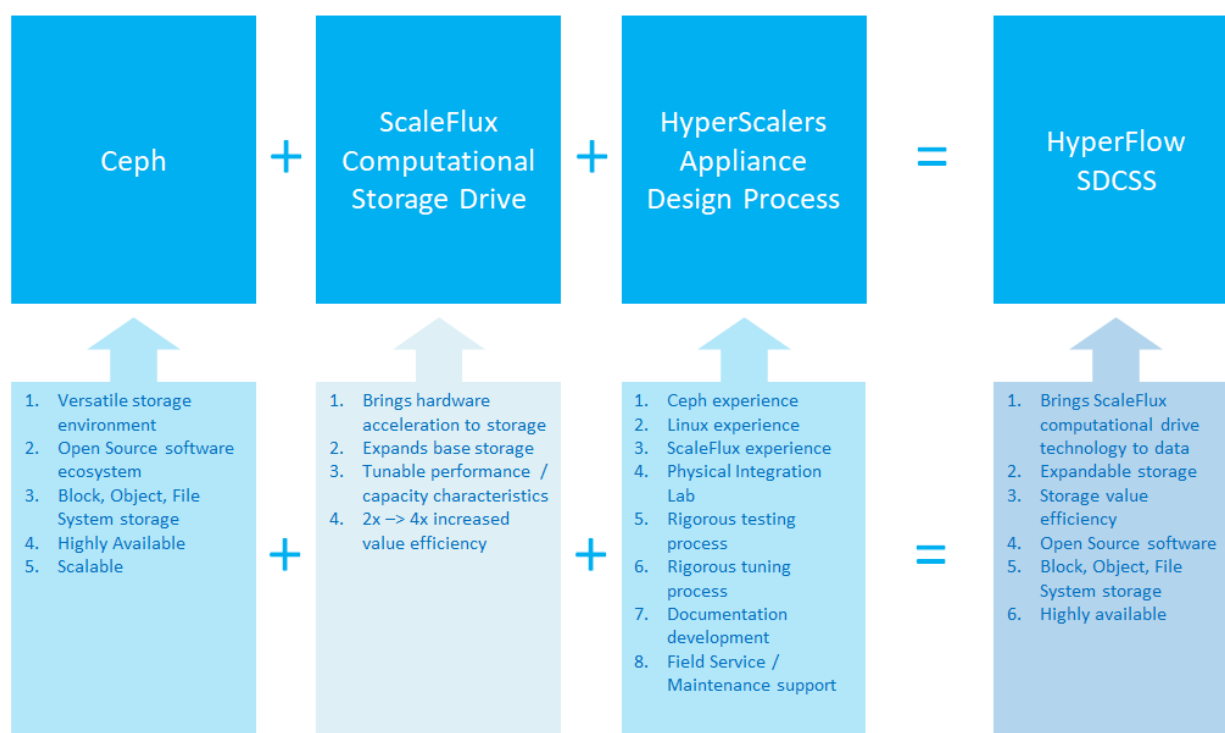 Ceph
+
ScaleFlux
Computational
Storage Drive
+
HyperScalers
Appliance
Design Process
=
HyperFlow
SDCSS
1. Versatile storage
environment
2. Open Source software
ecosystem
3. Block, Object, File
System storage
4. Highly Available
5. Scalable
+
1. Brings hardware
acceleration to storage
2. Expands base storage
3. Tunable performance /
capacity characteristics
4. 2x –> 4x increased
value efficiency
+
1. Ceph experience
2. Linux experience
3. ScaleFlux experience
4. Physical Integration
Lab
5. Rigorous testing
process
6. Rigorous tuning
process
7. Documentation
development
8. Field Service /
Maintenance support
=
1. Brings ScaleFlux
computational drive
technology to data
2. Expandable storage
3. Storage value
efficiency
4. Open Source software
5. Block, Object, File
System storage
6. Highly available